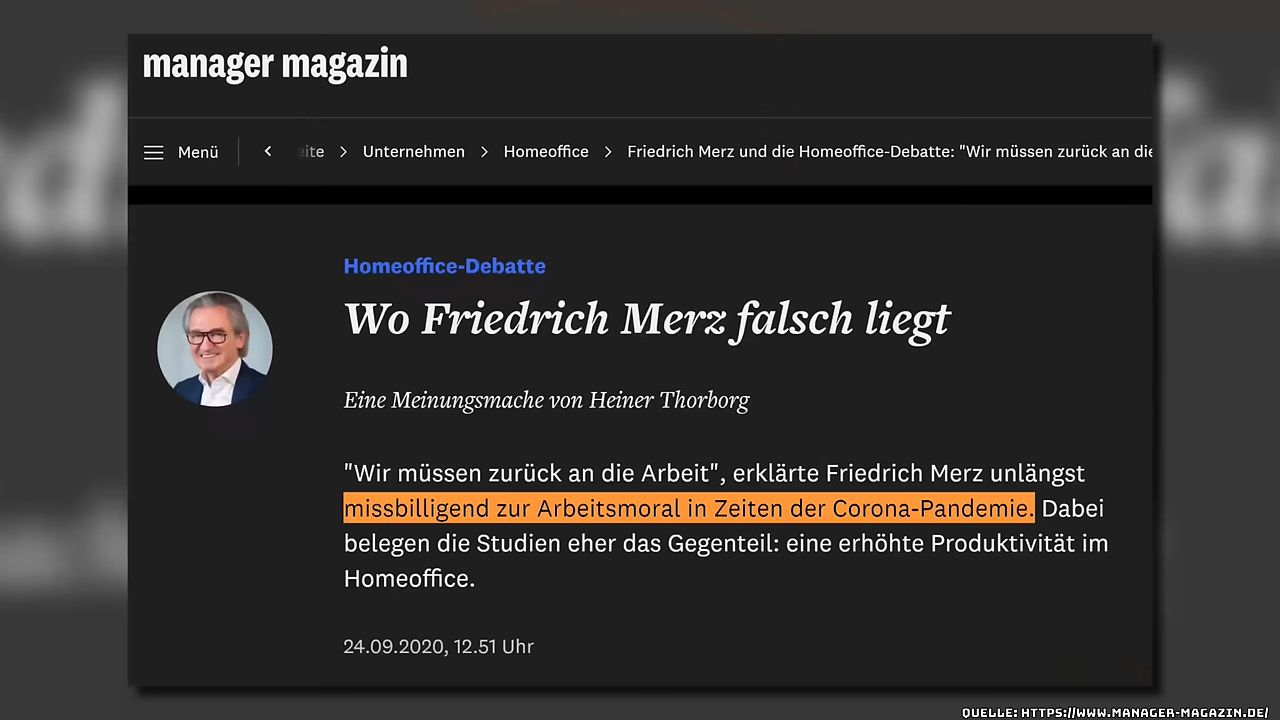 manager magazin
Menü
eite > Unternehmen > Homeoffice > Friedrich Merz und die Homeoffice-Debatte: "Wir müssen zurück an die
Homeoffice-Debatte
Wo Friedrich Merz falsch liegt
Eine Meinungsmache von Heiner Thorborg
"Wir müssen zurück an die Arbeit", erklärte Friedrich Merz unlängst
missbilligend zur Arbeitsmoral in Zeiten der Corona-Pandemie. Dabei
belegen die Studien eher das Gegenteil: eine erhöhte Produktivität im
Homeoffice.
24.09.2020, 12.51 Uhr
QUELLE: HTTPS://WWW.MANAGER-MAGAZIN.DE/